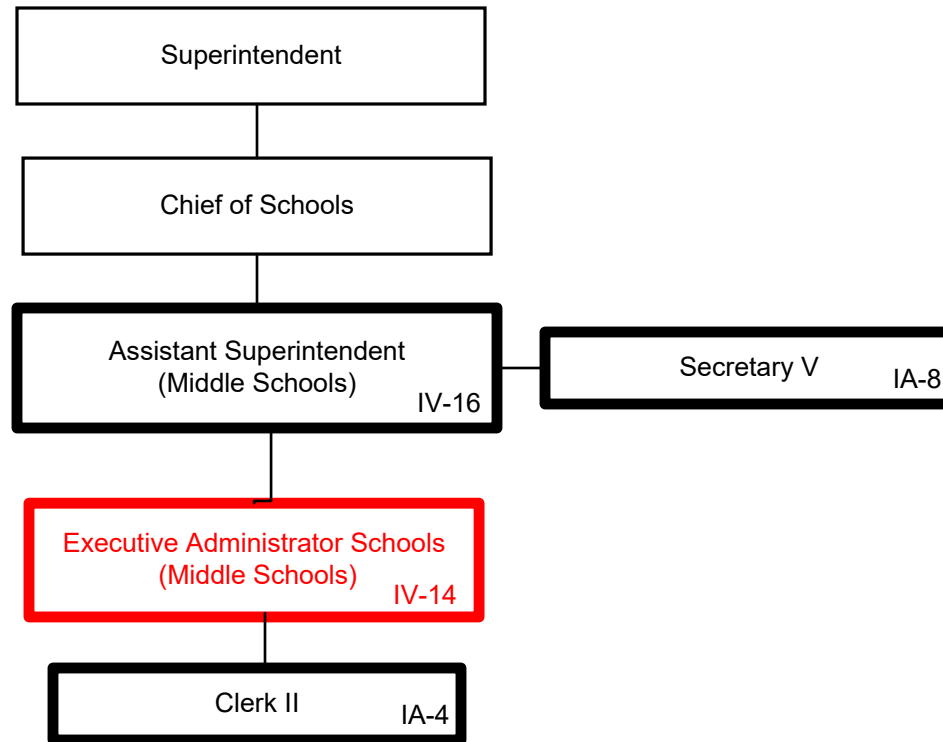 Superintendent
Chief of Schools
Assistant Superintendent
(Middle Schools)
IV-16
Secretary V
IA-8
Executive Administrator Schools
(Middle Schools)
IV-14
Clerk II
IA-4